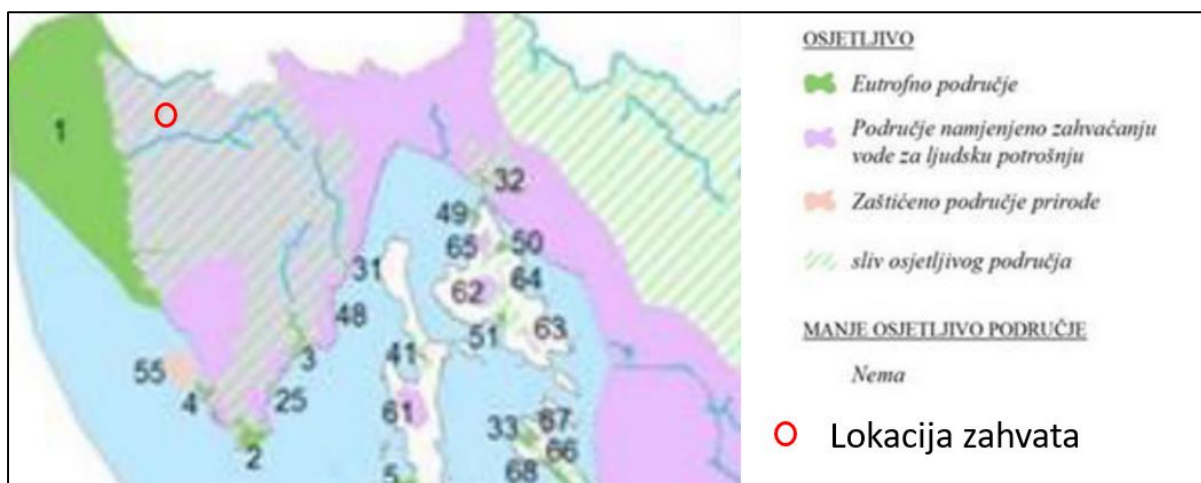 1
32
49
65
50
31
62
64
48
51
63
3
41
55
4
25
61
2
33
67
66
5
68
OSJETLJIVO
Eutrofno područje
Područje namjenjeno zahvaćanju
vode za ljudsku potrošnju
Zaštićeno područje prirode
sliv osjetljivog područja
MANJE OSJETLJIVO PODRUČJE
Nema
Lokacija zahvata